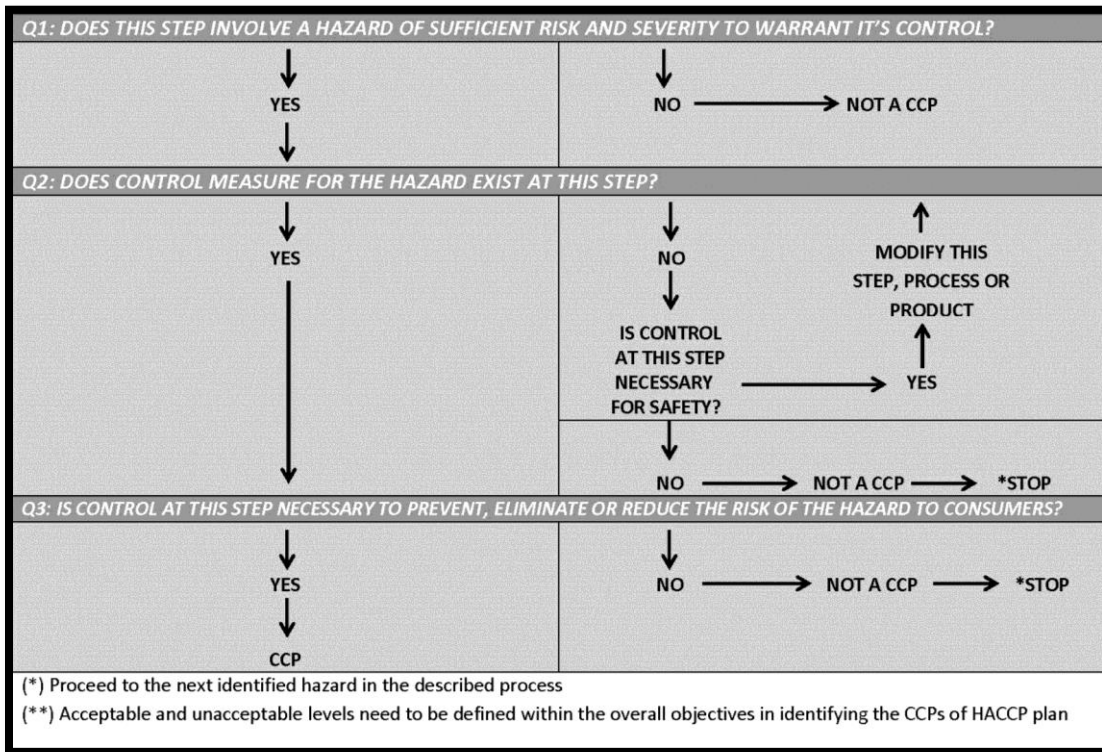 Q1: DOES THIS STEP INVOLVE A HAZARD OF SUFFICIENT RISK AND SEVERITY TO WARRANT IT'S CONTROL?
YES
NO
NOT A CCP
Q2: DOES CONTROL MEASURE FOR THE HAZARD EXIST AT THIS STEP?
YES
NO
MODIFY THIS
STEP, PROCESS OR
PRODUCT
IS CONTROL
AT THIS STEP
NECESSARY
FOR SAFETY?
YES
NO
NOT A CCP
*STOP
Q3: IS CONTROL AT THIS STEP NECESSARY TO PREVENT, ELIMINATE OR REDUCE THE RISK OF THE HAZARD TO CONSUMERS?
YES
NO
NOT A CCP
*STOP
CCP
(*) Proceed to the next identified hazard in the described process
(**) Acceptable and unacceptable levels need to be defined within the overall objectives in identifying the CCPs of HACCP plan